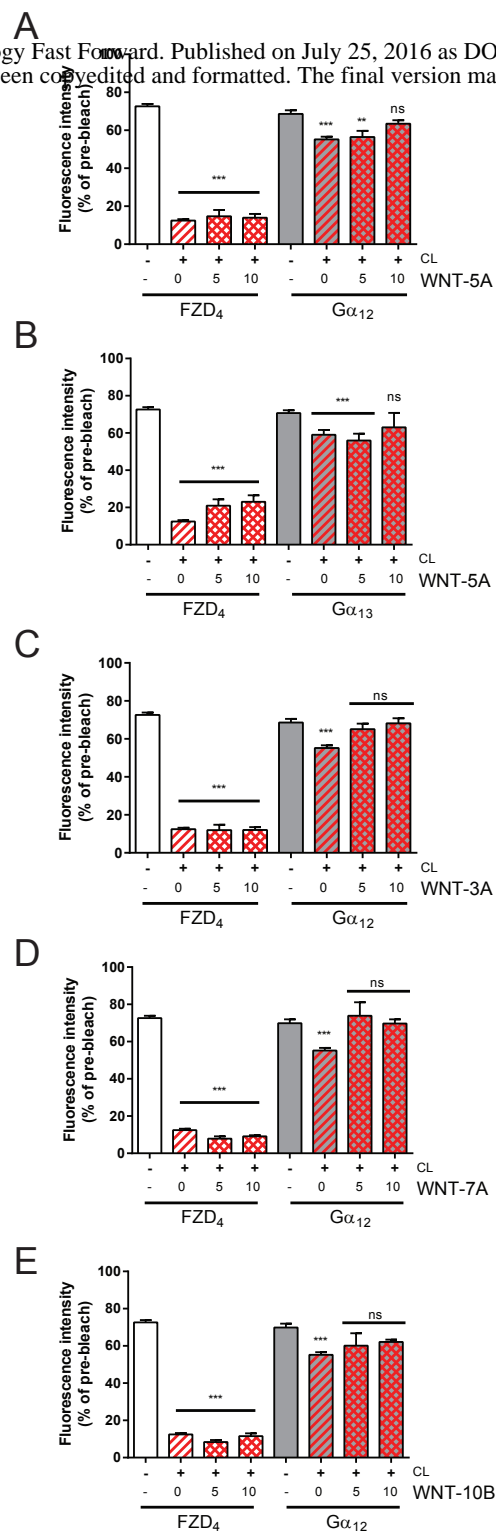 A
gy Fast Forward. Published on July 25, 2016 as DO
een copyedited and formatted. The final version ma
Fluorescence intensity
(% of pre-bleach)
100
80
60
40
20
0
***
*** ** ns
- + + + - + + + CL
- 0 5 10 - 0 5 10 WNT-5A
FZD4 Gα12
B
Fluorescence intensity
(% of pre-bleach)
100
80
60
40
20
0
***
*** ns
- + + + - + + + CL
- 0 5 10 - 0 5 10 WNT-5A
FZD4 Gα13
C
Fluorescence intensity
(% of pre-bleach)
100
80
60
40
20
0
***
*** ns
- + + + - + + + CL
- 0 5 10 - 0 5 10 WNT-3A
FZD4 Gα12
D
Fluorescence intensity
(% of pre-bleach)
100
80
60
40
20
0
***
*** ns
- + + + - + + + CL
- 0 5 10 - 0 5 10 WNT-7A
FZD4 Gα12
E
Fluorescence intensity
(% of pre-bleach)
100
80
60
40
20
0
***
*** ns
- + + + - + + + CL
- 0 5 10 - 0 5 10 WNT-10B
FZD4 Gα12